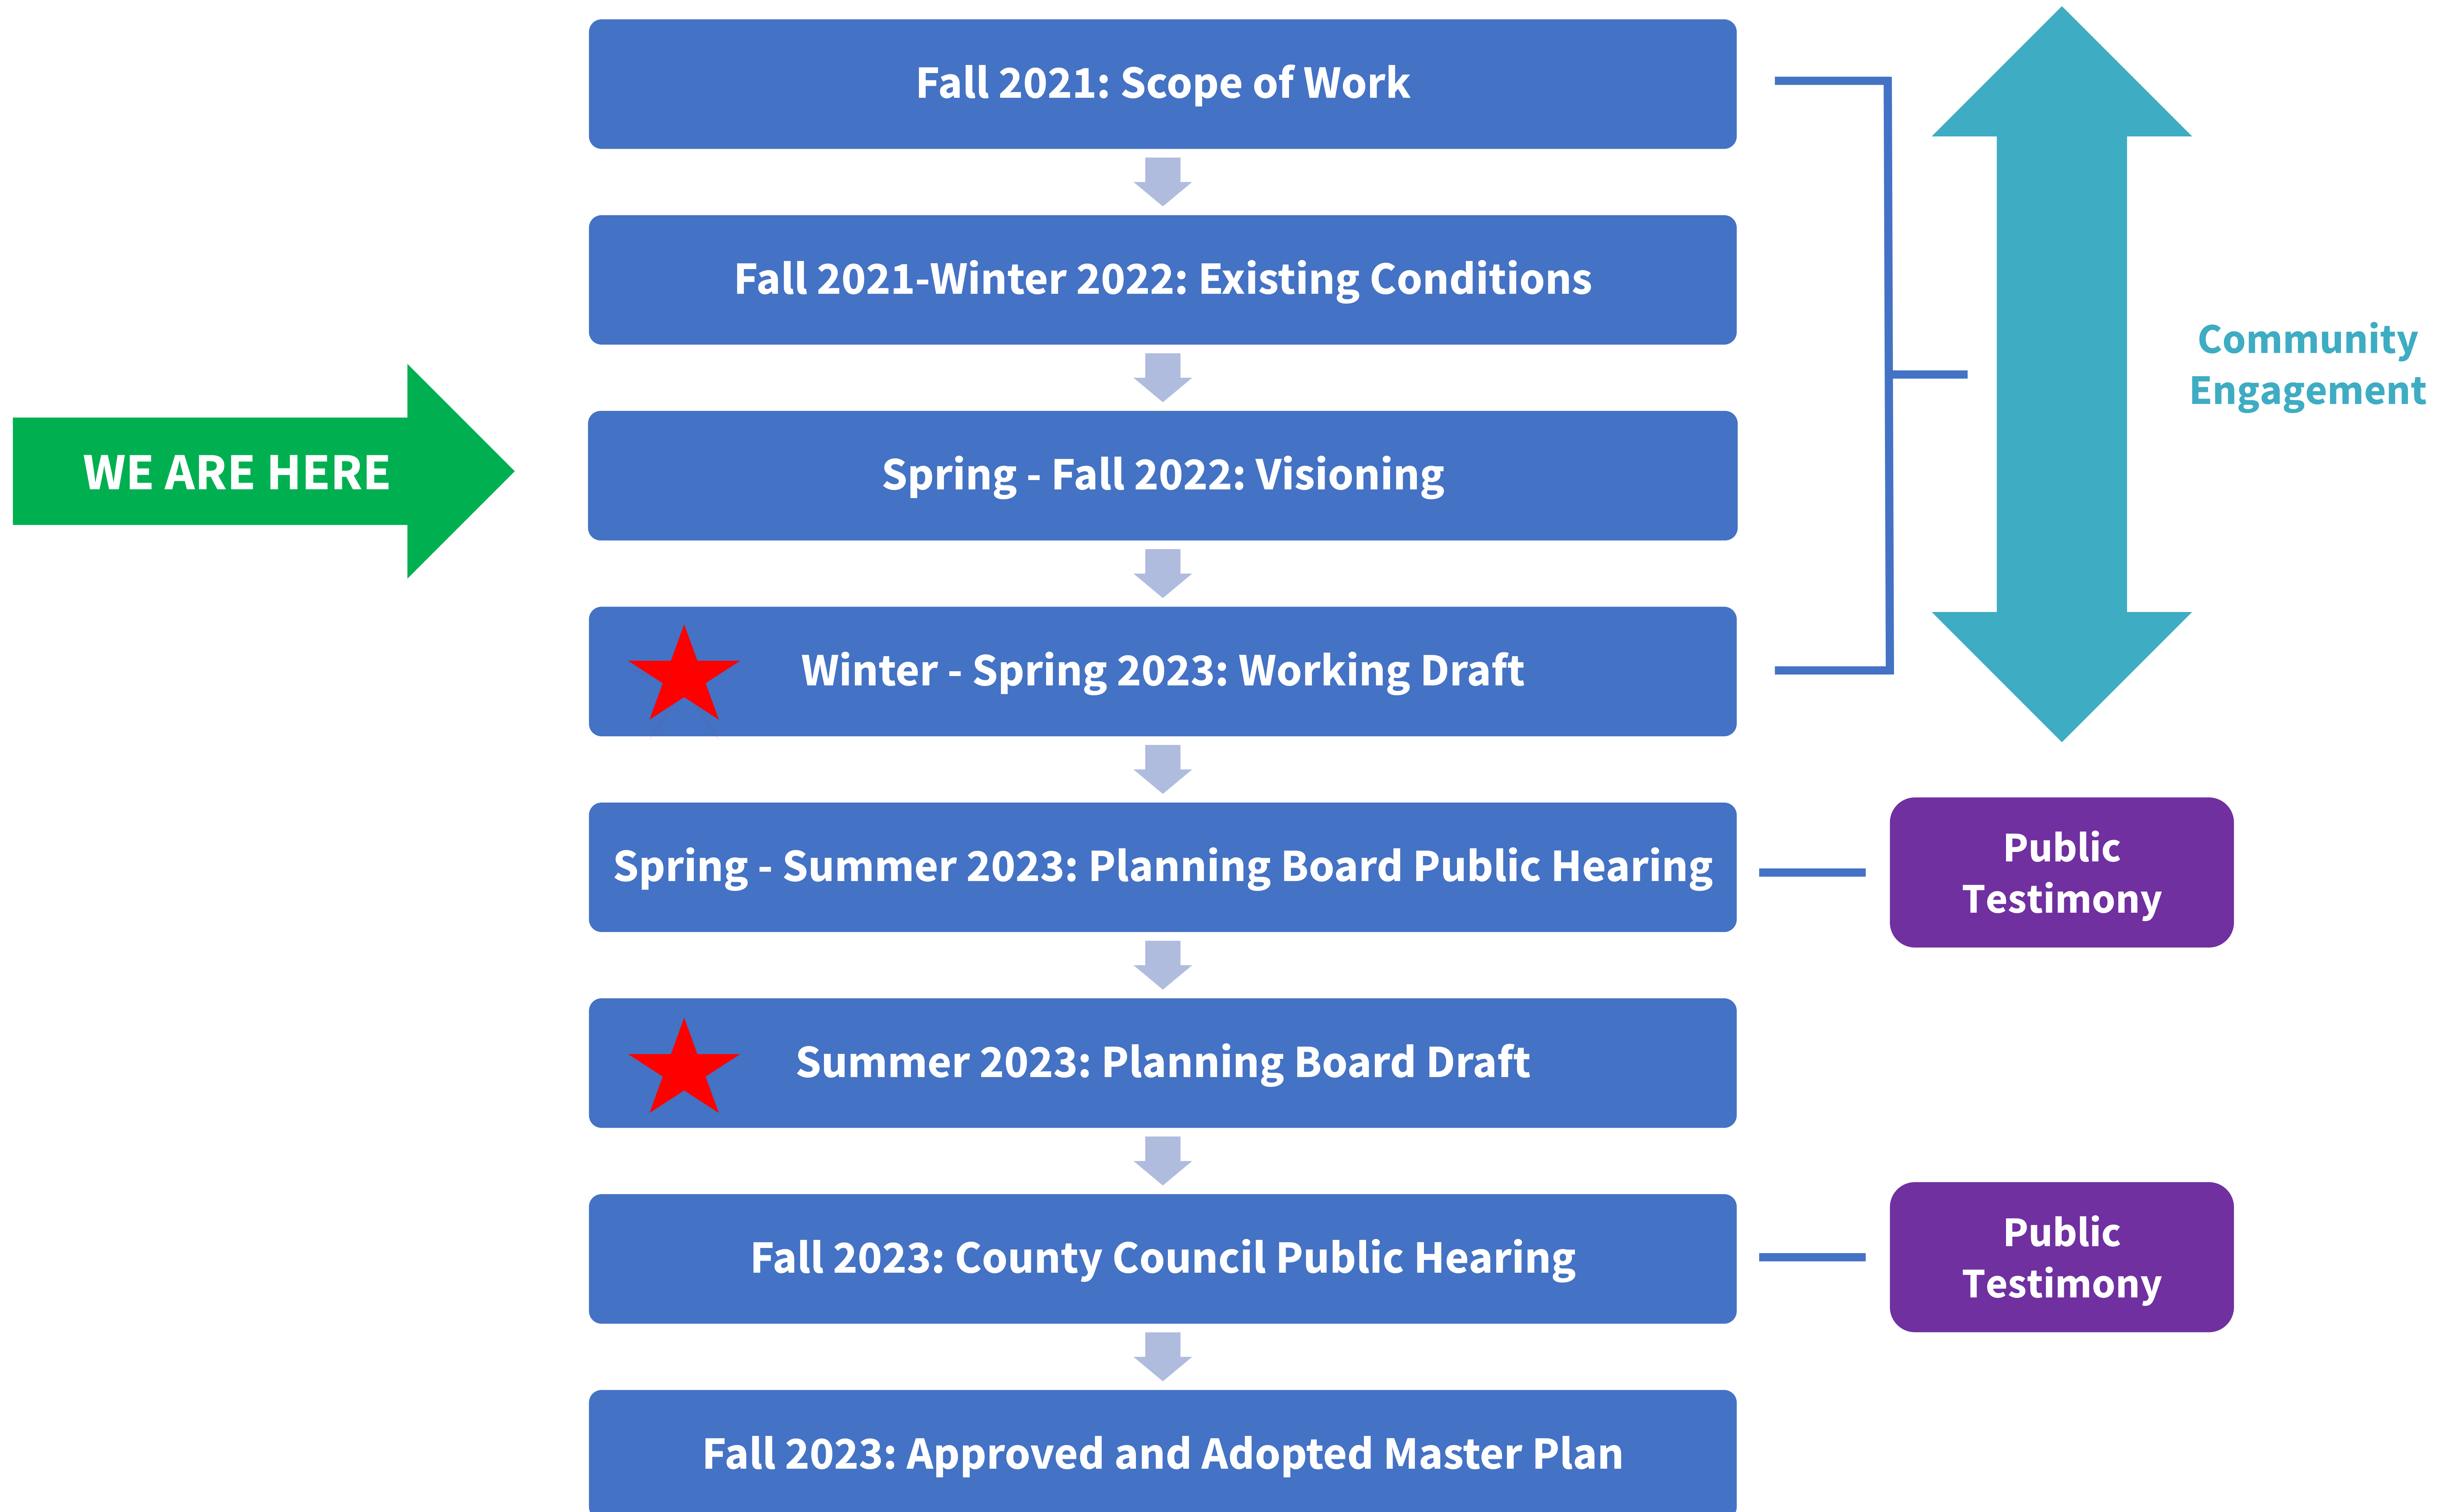 Fall 2021: Scope of Work
Fall 2021-Winter 2022: Existing Conditions
Community
Engagement
WE ARE HERE
Spring - Fall 2022: Visioning
Winter - Spring 2023: Working Draft
Spring - Summer 2023: Planning Board Public Hearing
Public
Testimony
Summer 2023: Planning Board Draft
Fall 2023: County Council Public Hearing
Public
Testimony
Fall 2023: Approved and Adopted Master Plan